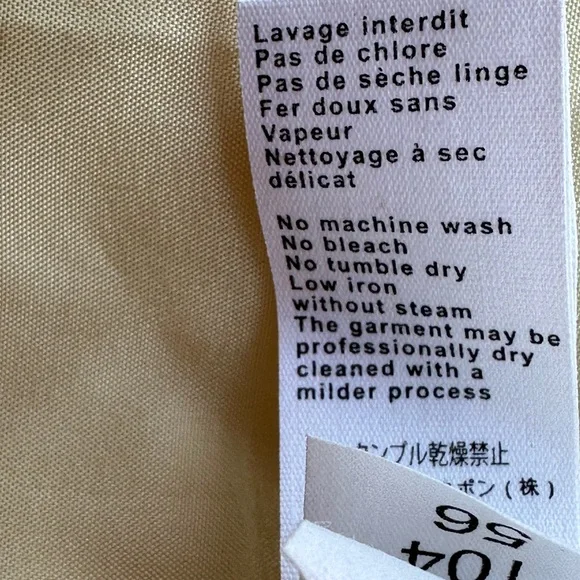 Lavage interdit
Pas de chlore
Pas de sèche linge
Fer doux sans
Vapeur
Nettoyage à sec
délicat
No machine wash
No bleach
No tumble dry
Low iron
without steam
The garment may be
professionally dry
cleaned with a
milder process
ンブル乾燥禁止
ポン(株)
56
104